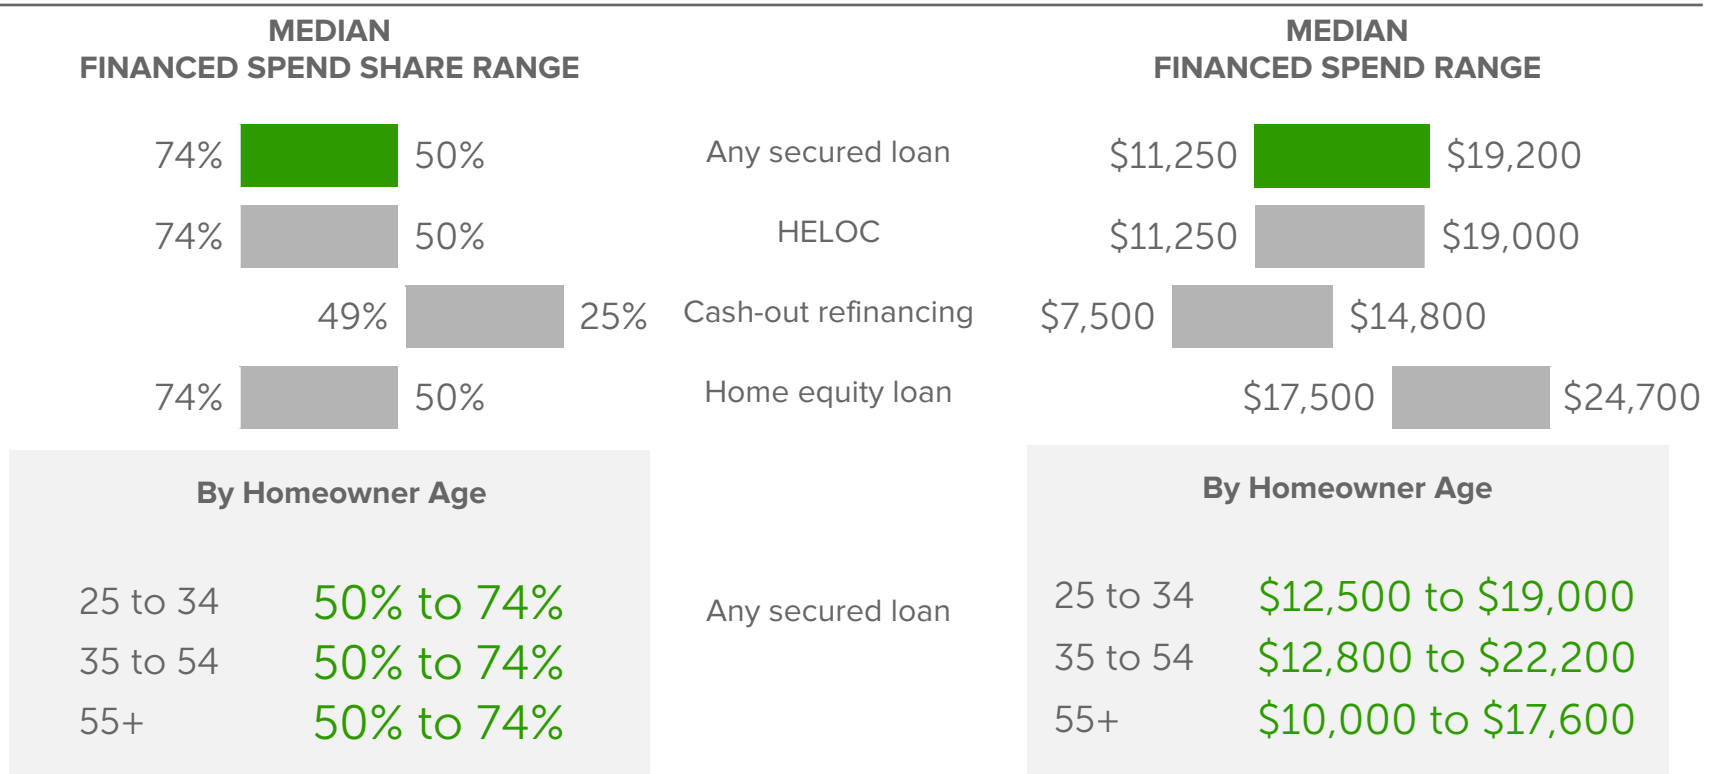 MEDIAN
FINANCED SPEND SHARE RANGE
MEDIAN
FINANCED SPEND RANGE
74% 50% Any secured loan $11,250 $19,200
74% 50% HELOC $11,250 $19,000
49% 25% Cash-out refinancing $7,500 $14,800
74% 50% Home equity loan $17,500 $24,700
By Homeowner Age
25 to 34 50% to 74%
35 to 54 50% to 74%
55+ 50% to 74%
Any secured loan
By Homeowner Age
25 to 34 $12,500 to $19,000
35 to 54 $12,800 to $22,200
55+ $10,000 to $17,600